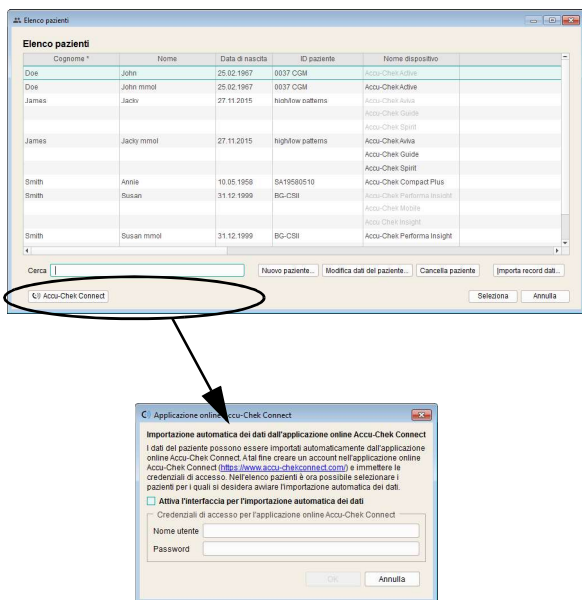 Elenco pazienti
Elenco pazienti
Cognome * Nome Data di nascita ID paziente Nome dispositivo
Doe John 25.02.1967 0037 CGM Accu-Chek Active
Doe John mmol 25.02.1967 0037 CGM Accu-Chek Active
James Jacky 27.11.2015 high/low patterns Accu-Chek Aviva
Accu-Chek Guide
Accu-Chek Spirit
James Jacky mmol 27.11.2015 high/low patterns Accu-Chek Aviva
Accu-Chek Guide
Accu-Chek Spirit
Smith Annie 10.05.1958 SA19580510 Accu-Chek Compact Plus
Smith Susan 31.12.1999 BG-CSII Accu-Chek Performa Insight
Accu-Chek Mobile
Accu-Chek Insight
Smith Susan mmol 31.12.1999 BG-CSII Accu-Chek Performa Insight
Cerca Nuovo paziente... Modifica dati del paziente... Cancella paziente Importa record dati...
Accu-Chek Connect Seleziona Annulla
Applicazione online Accu-Chek Connect
Importazione automatica dei dati dall'applicazione online Accu-Chek Connect
I dati del paziente possono essere importati automaticamente dall'applicazione
online Accu-Chek Connect. A tal fine creare un account nell'applicazione online
Accu-Chek Connect (https://www.accu-chekconnect.com/) e immettere le
credenziali di accesso. Nell'elenco pazienti è ora possibile selezionare i
pazienti per i quali si desidera avviare l'importazione automatica dei dati.
Attiva l'interfaccia per l'importazione automatica dei dati
Credenziali di accesso per l'applicazione online Accu-Chek Connect
Nome utente
Password
OK Annulla